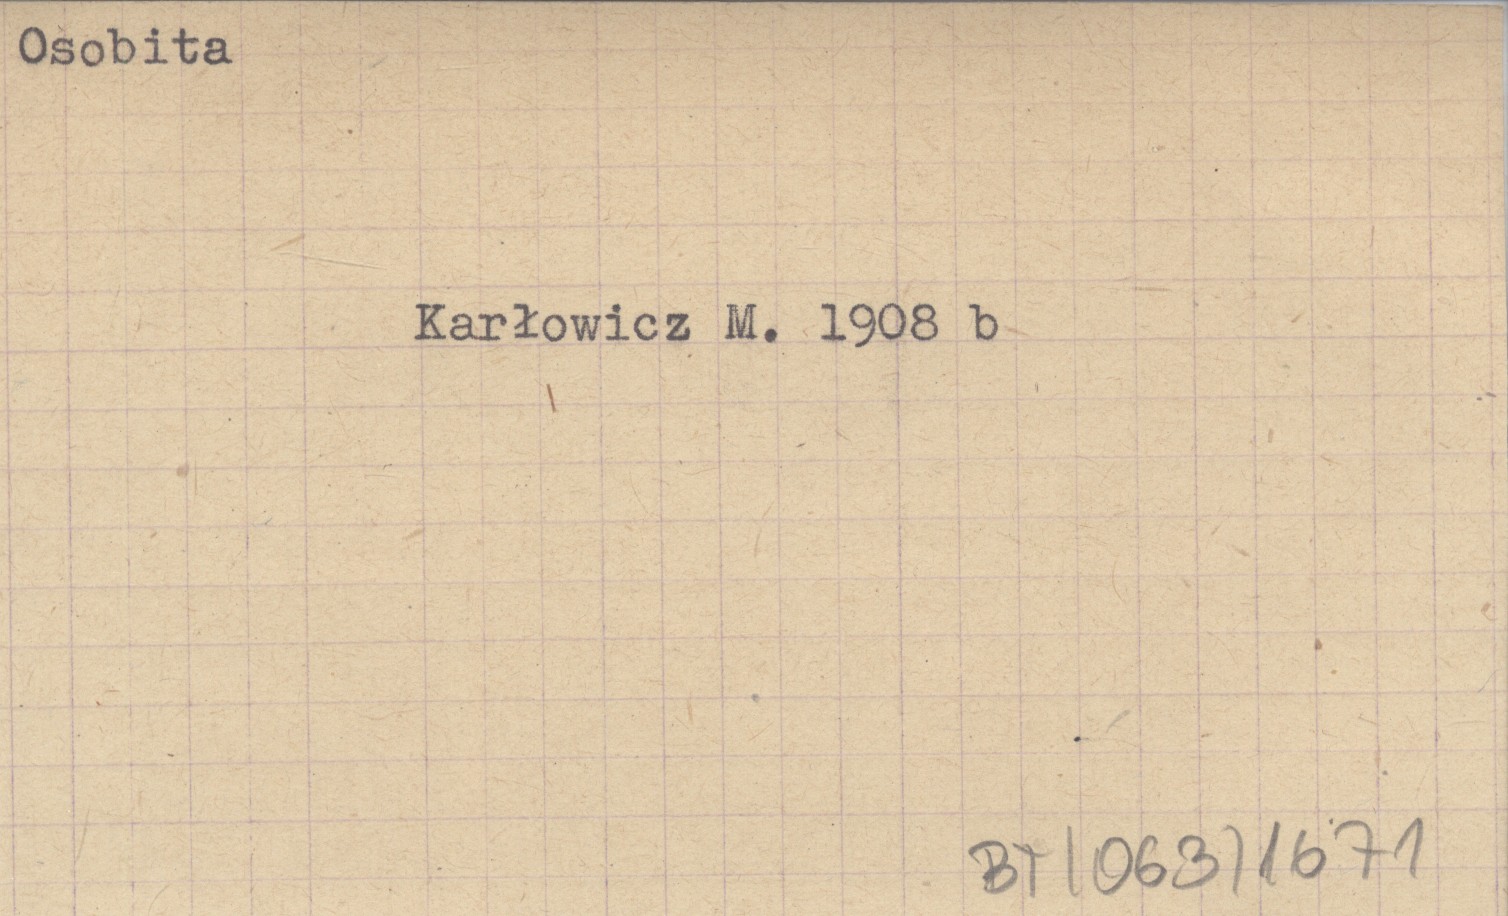 Osobita
Karłowicz M. 1908 b
BT/063/1671